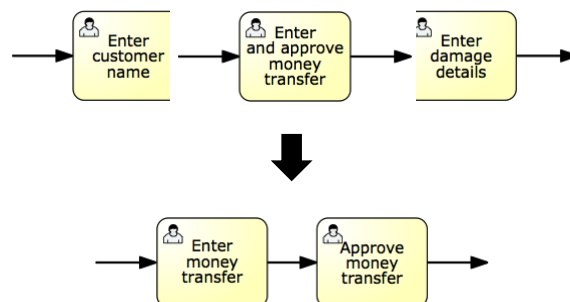 Enter
customer
name
Enter
and approve
money
transfer
Enter
damage
details
Enter
money
transfer
Approve
money
transfer